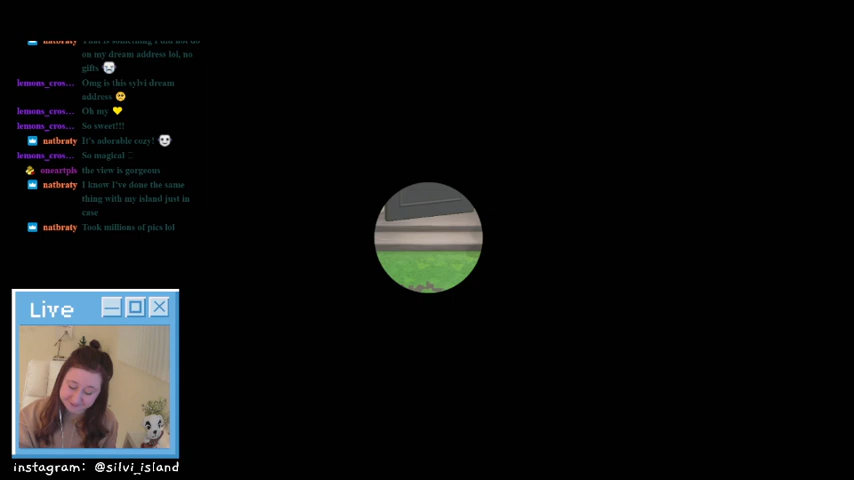 natbraty That is something I did not do
on my dream address lol, no
gifts
lemons_cros... Omg is this sylvi dream
address
lemons_cros... Oh my
lemons_cros... So sweet!!!
natbraty It's adorable cozy!
lemons_cros... So magical
oneartpls the view is gorgeous
natbraty I know I've done the same
thing with my island just in
case
natbraty Took millions of pics lol
Live
instagram: @silvi_island